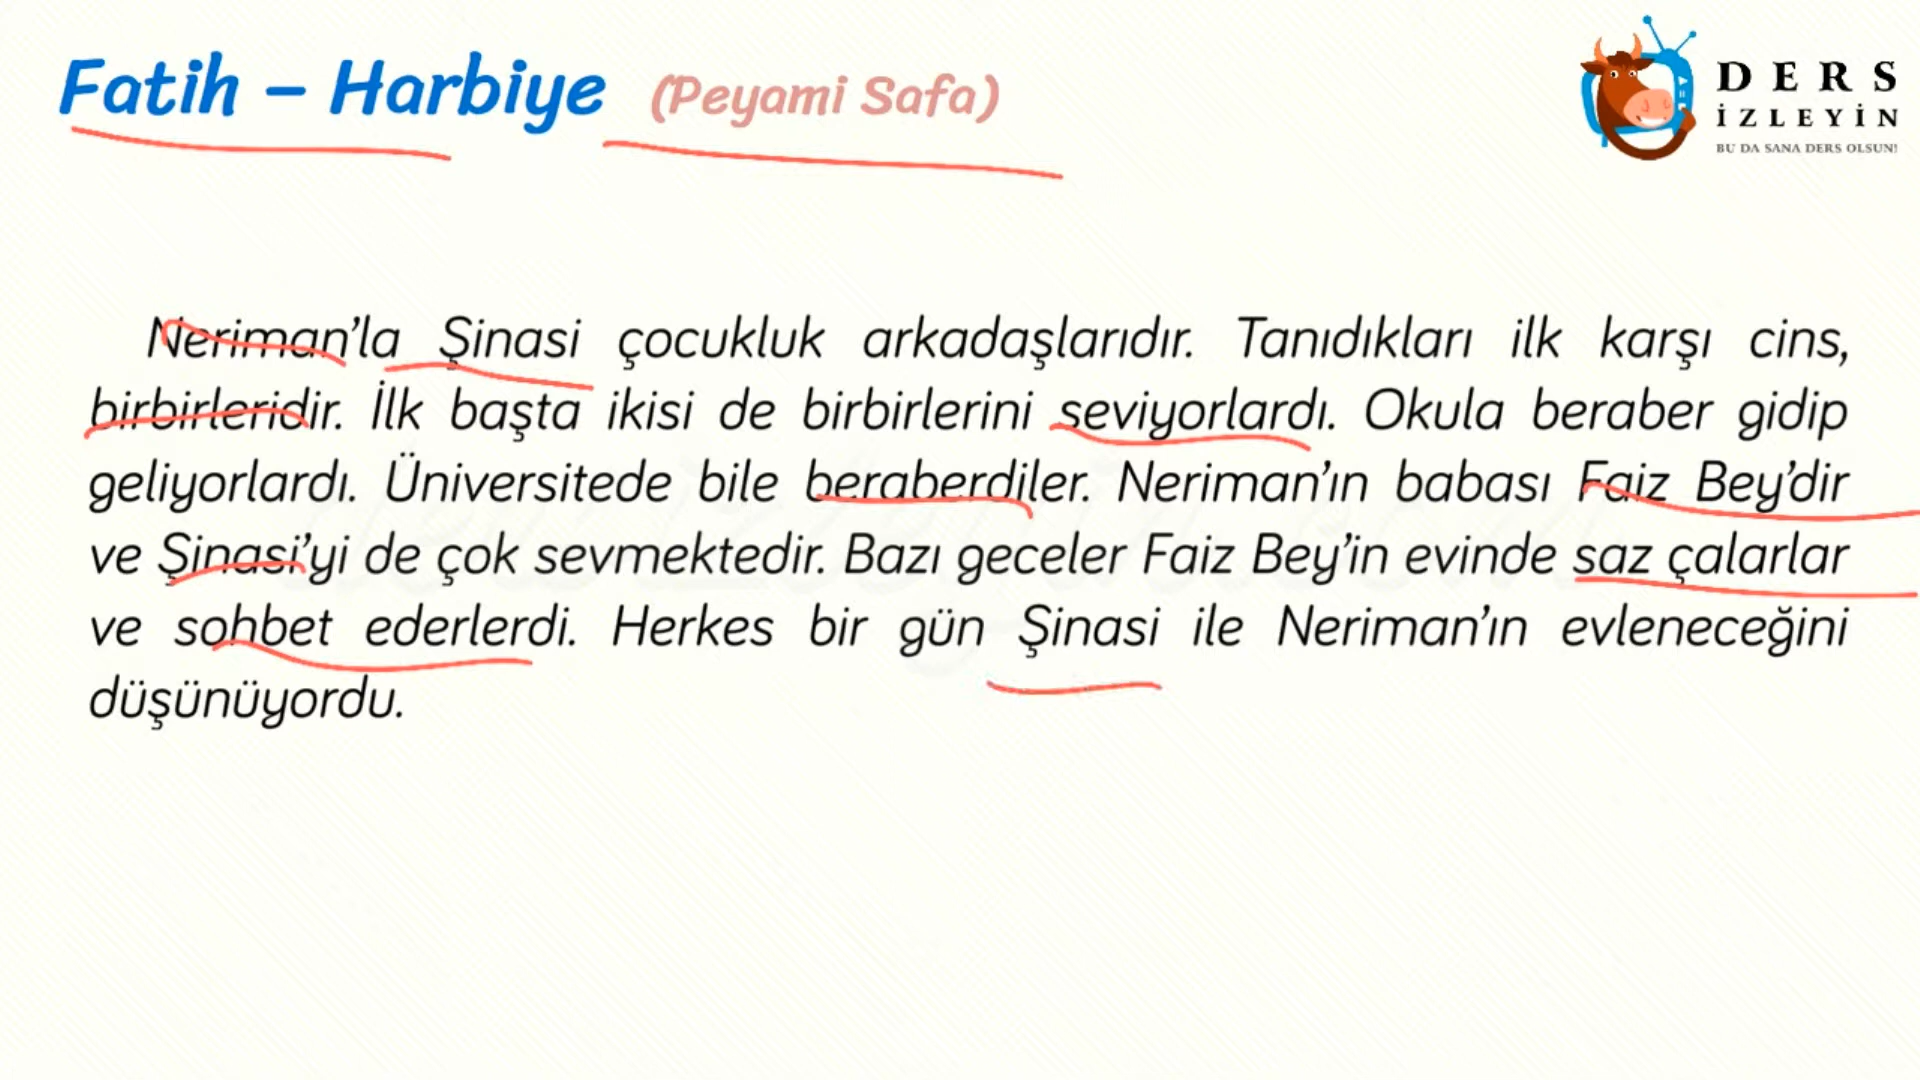 Fatih – Harbiye (Peyami Safa)
DERS
İZLEYİN
BU DA SANA DERS OLSUN!
Neriman’la Şinasi çocukluk arkadaşlarıdır. Tanıdıkları ilk karşı cins,
birbirleridir. İlk başta ikisi de birbirlerini seviyorlardı. Okula beraber gidip
geliyorlardı. Üniversitede bile beraberdiler. Neriman’ın babası Faiz Bey’dir
ve Şinasi’yi de çok sevmektedir. Bazı geceler Faiz Bey’in evinde saz çalarlar
ve sohbet ederlerdi. Herkes bir gün Şinasi ile Neriman’ın evleneceğini
düşünüyordu.